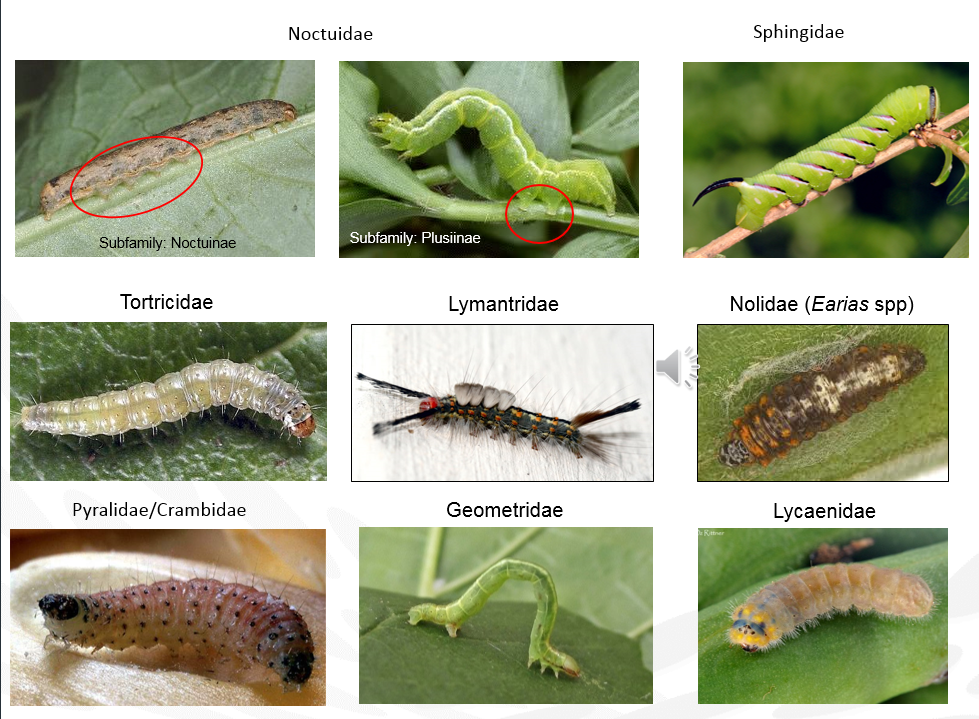 Noctuidae
Sphingidae
Subfamily: Noctuinae
Subfamily: Plusiinae
Tortricidae
Lymantridae
Nolidae (Earias spp)
Pyralidae/Crambidae
Geometridae
Lycaenidae